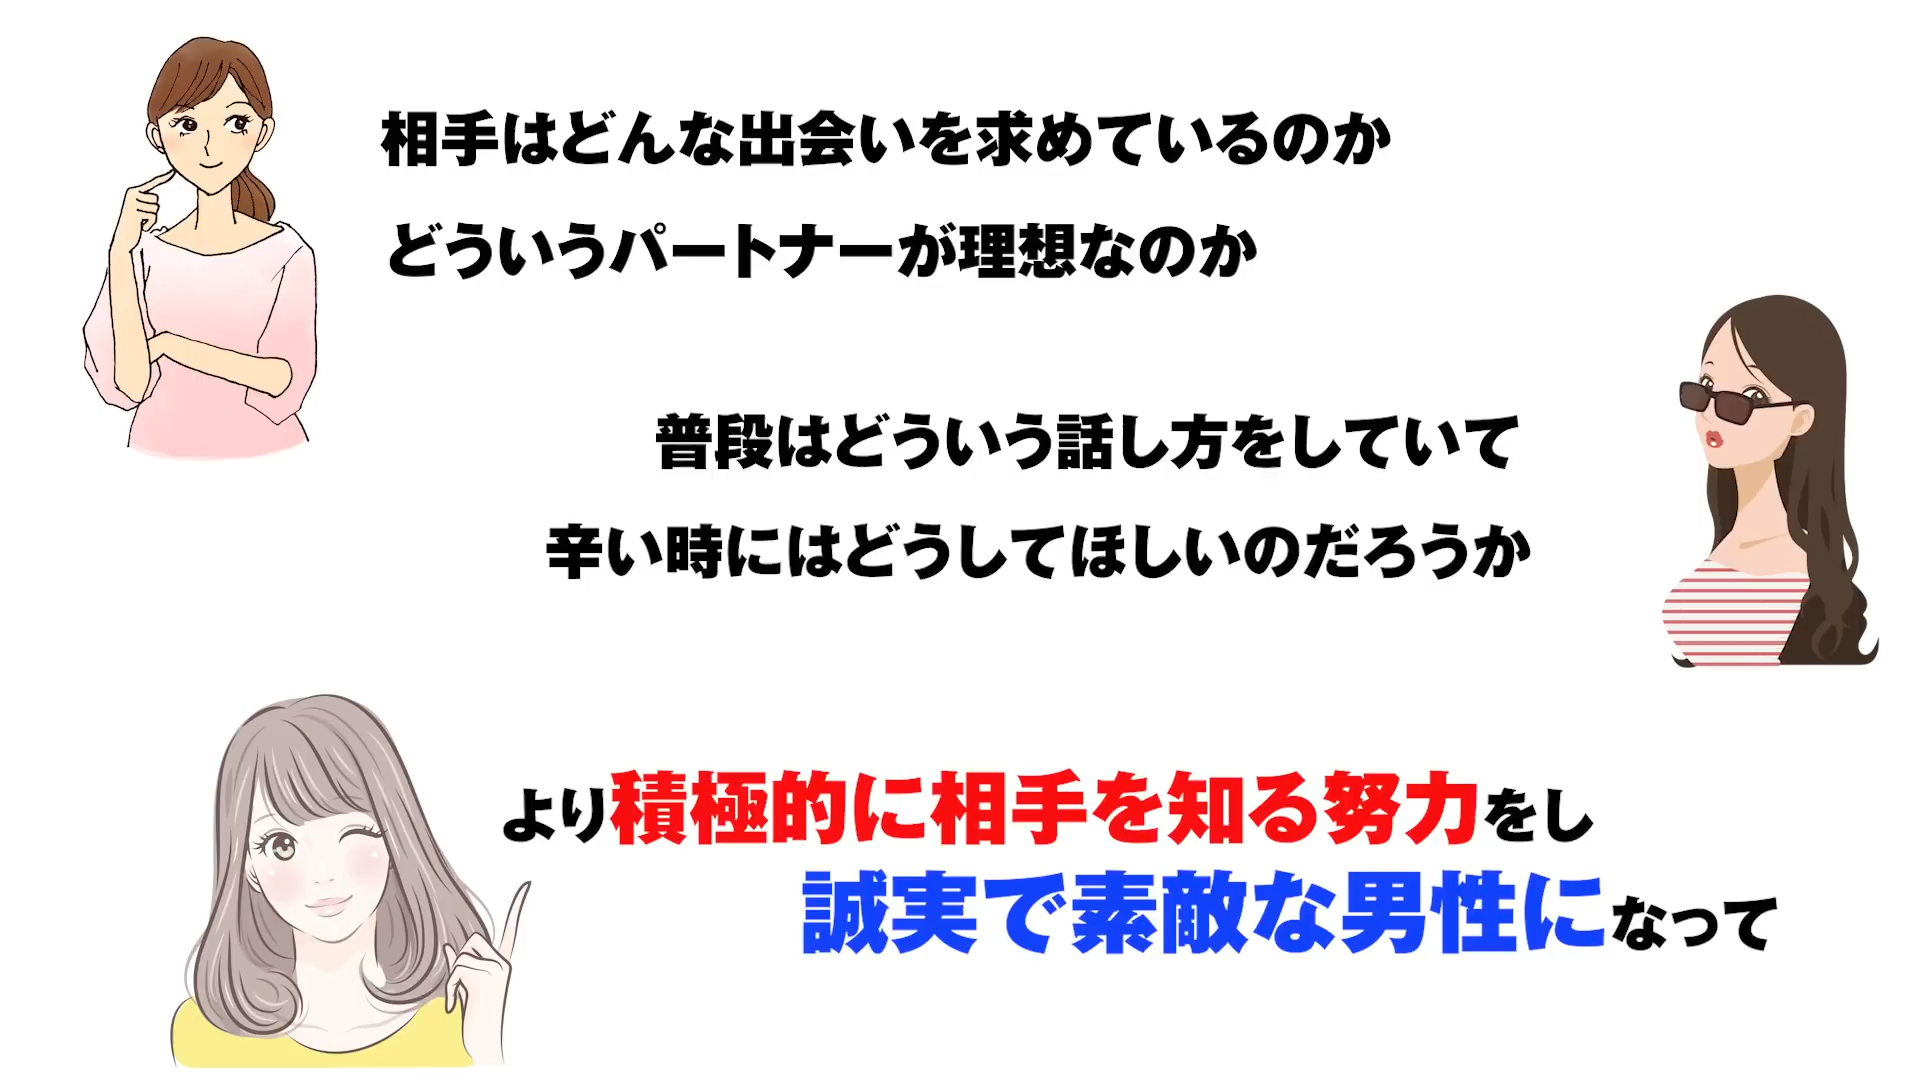 相手はどんな出会いを求めているのか
どういうパートナーが理想なのか
普段はどういう話し方をしていて
辛い時にはどうしてほしいのだろうか
より積極的に相手を知る努力をし
誠実で素敵な男性になって